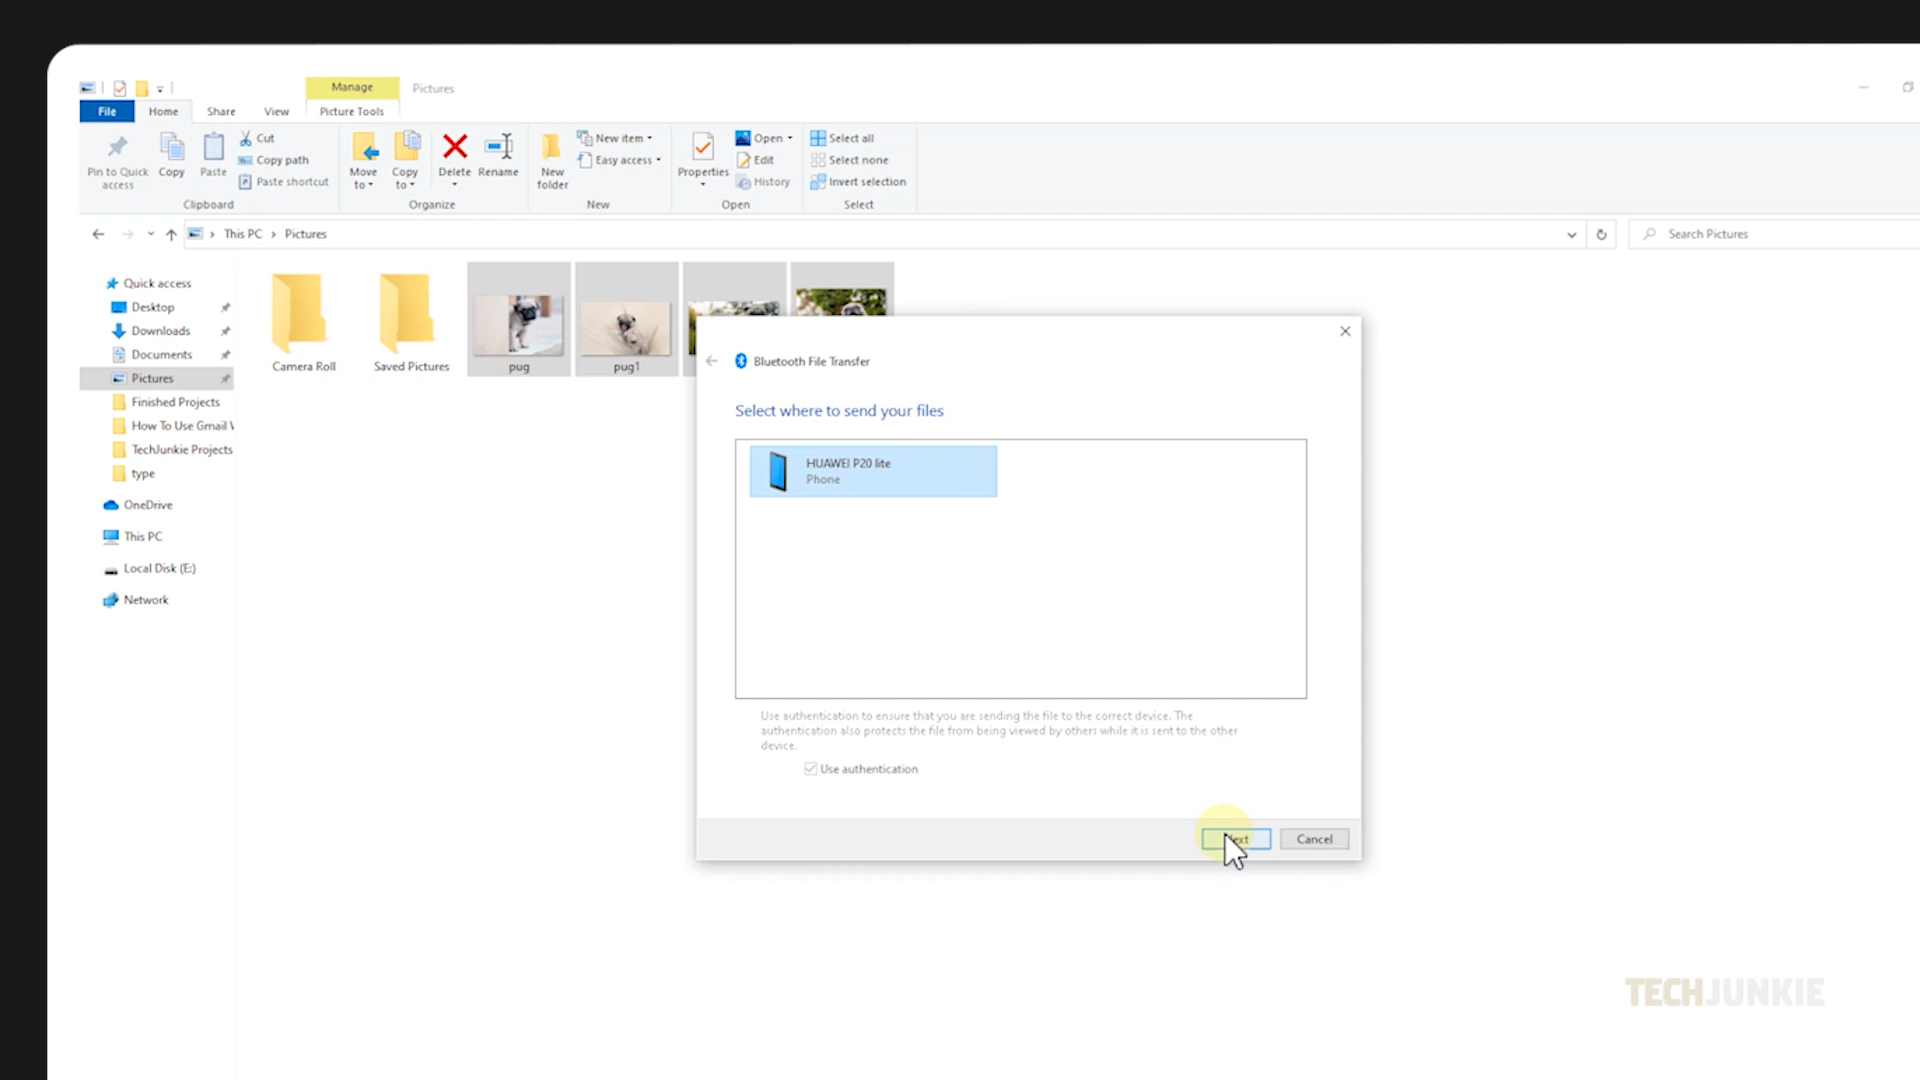 Manage
Pictures
File
Home
Share
View
Picture Tools
Pin to Quick access
Copy
Paste
Cut
Copy path
Paste shortcut
Clipboard
Move to
Copy to
Delete
Rename
Organize
New folder
New item
Easy access
New
Properties
Open
Edit
History
Open
Select all
Select none
Invert selection
Select
This PC
Pictures
Search Pictures
Quick access
Desktop
Downloads
Documents
Pictures
Finished Projects
How To Use Gmail
TechJunkie Projects
type
OneDrive
This PC
Local Disk (E:)
Network
Camera Roll
Saved Pictures
pug
pug1
Bluetooth File Transfer
Select where to send your files
HUAWEI P20 lite
Phone
Use authentication to ensure that you are sending the file to the correct device. The
authentication also protects the file from being viewed by others while it is sent to the other
device.
Use authentication
Cancel
TECHJUNKIE